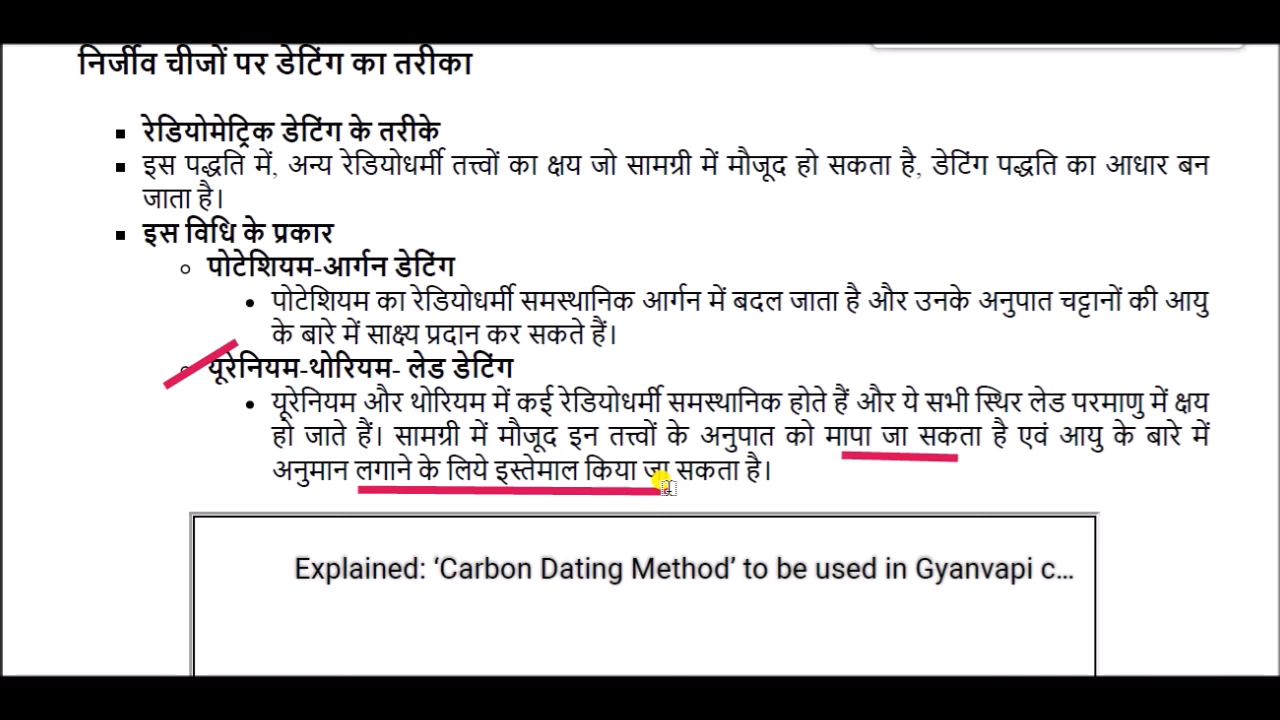 निर्जीव चीजों पर डेटिंग का तरीका
रेडियोमेट्रिक डेटिंग के तरीके
इस पद्धति में, अन्य रेडियोधर्मी तत्त्वों का क्षय जो सामग्री में मौजूद हो सकता है, डेटिंग पद्धति का आधार बन
जाता है।
इस विधि के प्रकार
पोटेशियम-आर्गन डेटिंग
पोटेशियम का रेडियोधर्मी समस्थानिक आर्गन में बदल जाता है और उनके अनुपात चट्टानों की आयु
के बारे में साक्ष्य प्रदान कर सकते हैं।
यूरेनियम-थोरियम- लेड डेटिंग
यूरेनियम और थोरियम में कई रेडियोधर्मी समस्थानिक होते हैं और ये सभी स्थिर लेड परमाणु में क्षय
हो जाते हैं। सामग्री में मौजूद इन तत्त्वों के अनुपात को मापा जा सकता है एवं आयु के बारे में
अनुमान लगाने के लिये इस्तेमाल किया जा सकता है।
Explained: ‘Carbon Dating Method’ to be used in Gyanvapi c...